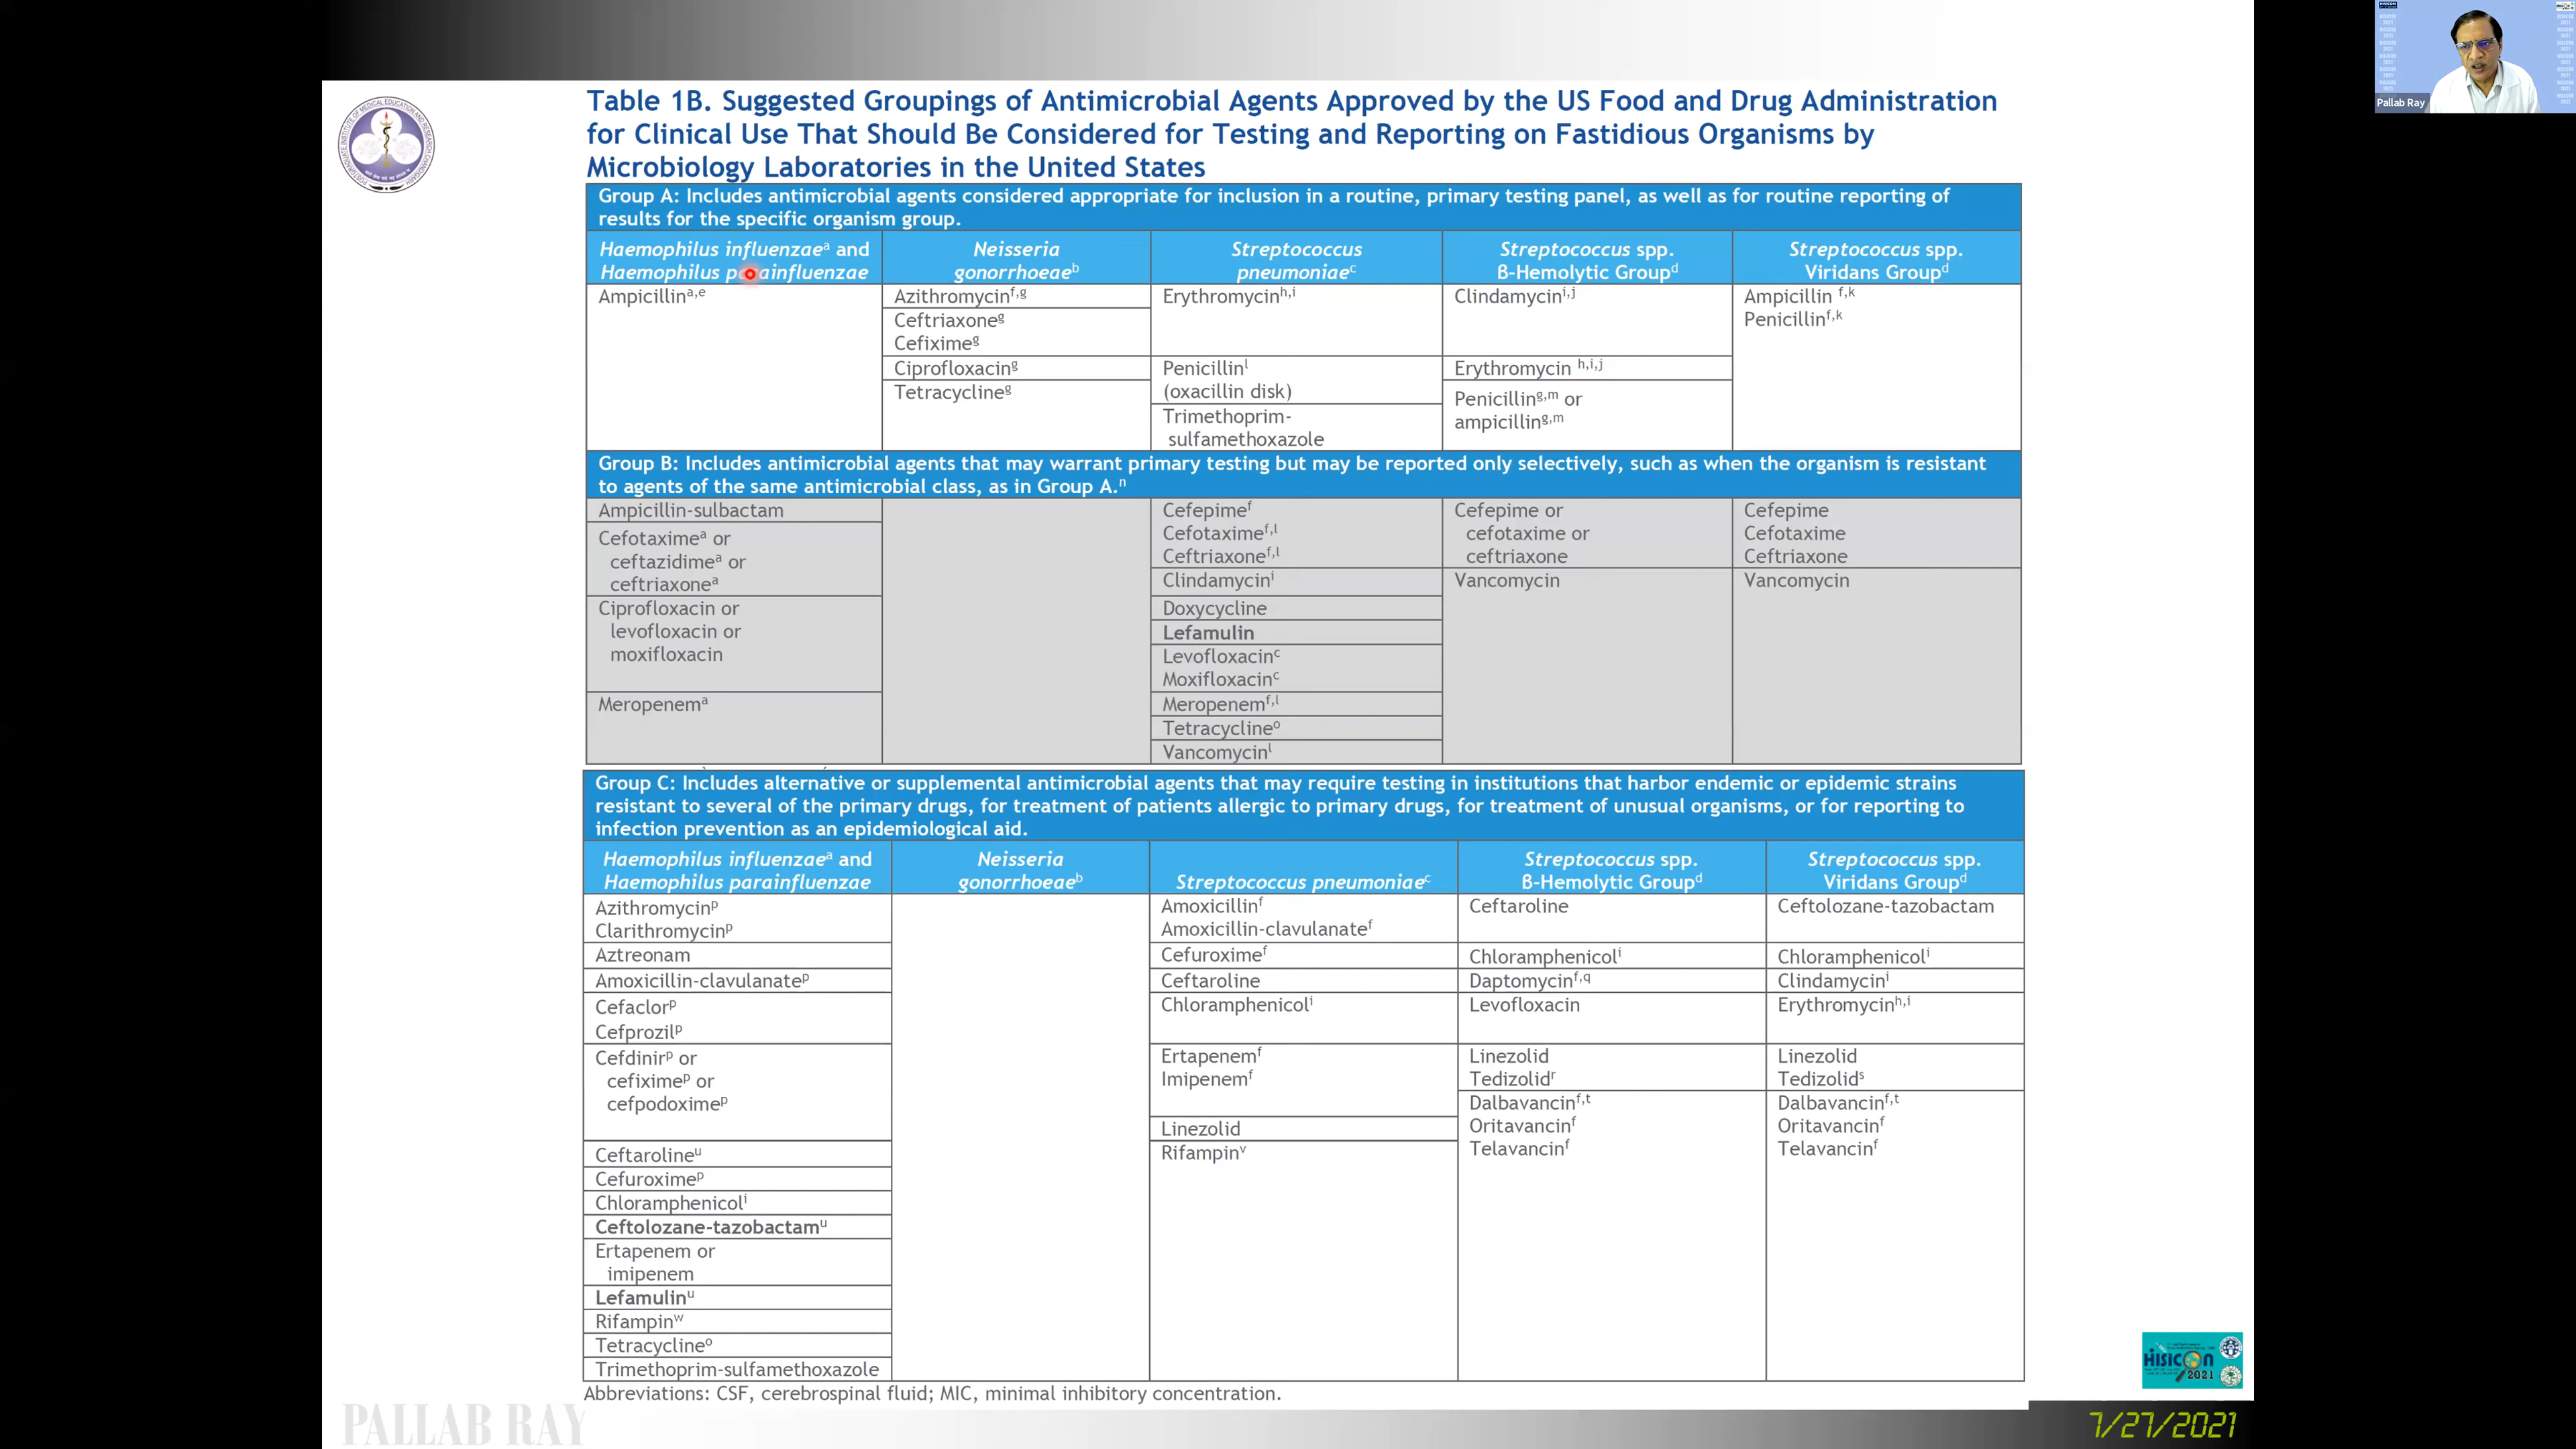 Table 1B. Suggested Groupings of Antimicrobial Agents Approved by the US Food and Drug Administration
for Clinical Use That Should Be Considered for Testing and Reporting on Fastidious Organisms by
Microbiology Laboratories in the United States
Group A: Includes antimicrobial agents considered appropriate for inclusion in a routine, primary testing panel, as well as for routine reporting of
results for the specific organism group.
Haemophilus influenzaeᵃ and
Haemophilus parainfluenzae
Neisseria
gonorrhoeaeᵇ
Streptococcus
pneumoniaeᶜ
Streptococcus spp.
ß-Hemolytic Groupᵈ
Streptococcus spp.
Viridans Groupᵈ
Ampicillinᵃ,ᵉ
Azithromycinᶠ,ᵍ
Ceftriaxoneᵍ
Cefiximeᵍ
Ciprofloxacinᵍ
Tetracyclineᵍ
Erythromycinʰ,ⁱ
Penicillinˡ
(oxacillin disk)
Trimethoprim-
sulfamethoxazole
Clindamycinⁱ,ʲ
Erythromycin ʰ,ⁱ,ʲ
Penicillinᵍ,ᵐ or
ampicillinᵍ,ᵐ
Ampicillin ᶠ,ᵏ
Penicillinᶠ,ᵏ
Group B: Includes antimicrobial agents that may warrant primary testing but may be reported only selectively, such as when the organism is resistant
to agents of the same antimicrobial class, as in Group A.ⁿ
Ampicillin-sulbactam
Cefotaximeᵃ or
ceftazidimeᵃ or
ceftriaxoneᵃ
Ciprofloxacin or
levofloxacin or
moxifloxacin
Meropenemᵃ
Cefepimeᶠ
Cefotaximeᶠ,ˡ
Ceftriaxoneᶠ,ˡ
Clindamycinⁱ
Doxycycline
Lefamulin
Levofloxacinᶜ
Moxifloxacinᶜ
Meropenemᶠ,ˡ
Tetracyclineᵒ
Vancomycinˡ
Cefepime or
cefotaxime or
ceftriaxone
Vancomycin
Cefepime
Cefotaxime
Ceftriaxone
Vancomycin
Group C: Includes alternative or supplemental antimicrobial agents that may require testing in institutions that harbor endemic or epidemic strains
resistant to several of the primary drugs, for treatment of patients allergic to primary drugs, for treatment of unusual organisms, or for reporting to
infection prevention as an epidemiological aid.
Haemophilus influenzaeᵃ and
Haemophilus parainfluenzae
Neisseria
gonorrhoeaeᵇ
Streptococcus pneumoniaeᶜ
Streptococcus spp.
ß-Hemolytic Groupᵈ
Streptococcus spp.
Viridans Groupᵈ
Azithromycinᵖ
Clarithromycinᵖ
Aztreonam
Amoxicillin-clavulanateᵖ
Cefaclorᵖ
Cefprozilᵖ
Cefdinirᵖ or
cefiximeᵖ or
cefpodoximeᵖ
Ceftarolineᵘ
Cefuroximeᵖ
Chloramphenicolⁱ
Ceftolozane-tazobactamᵘ
Ertapenem or
imipenem
Lefamulinᵘ
Rifampinʷ
Tetracyclineᵒ
Trimethoprim-sulfamethoxazole
Amoxicillinᶠ
Amoxicillin-clavulanateᶠ
Cefuroximeᶠ
Ceftaroline
Chloramphenicolⁱ
Ertapenemᶠ
Imipenemᶠ
Linezolid
Rifampinᵛ
Ceftaroline
Chloramphenicolⁱ
Daptomycinᶠ,q
Levofloxacin
Linezolid
Tedizolidʳ
Dalbavancinᶠ,ᵗ
Oritavancinᶠ
Telavancinᶠ
Ceftolozane-tazobactam
Chloramphenicolⁱ
Clindamycinⁱ
Erythromycinʰ,ⁱ
Linezolid
Tedizolidˢ
Dalbavancinᶠ,ᵗ
Oritavancinᶠ
Telavancinᶠ
Abbreviations: CSF, cerebrospinal fluid; MIC, minimal inhibitory concentration.
PALLAB RAY
HISICON
2021
7/27/2021
Pallab Ray